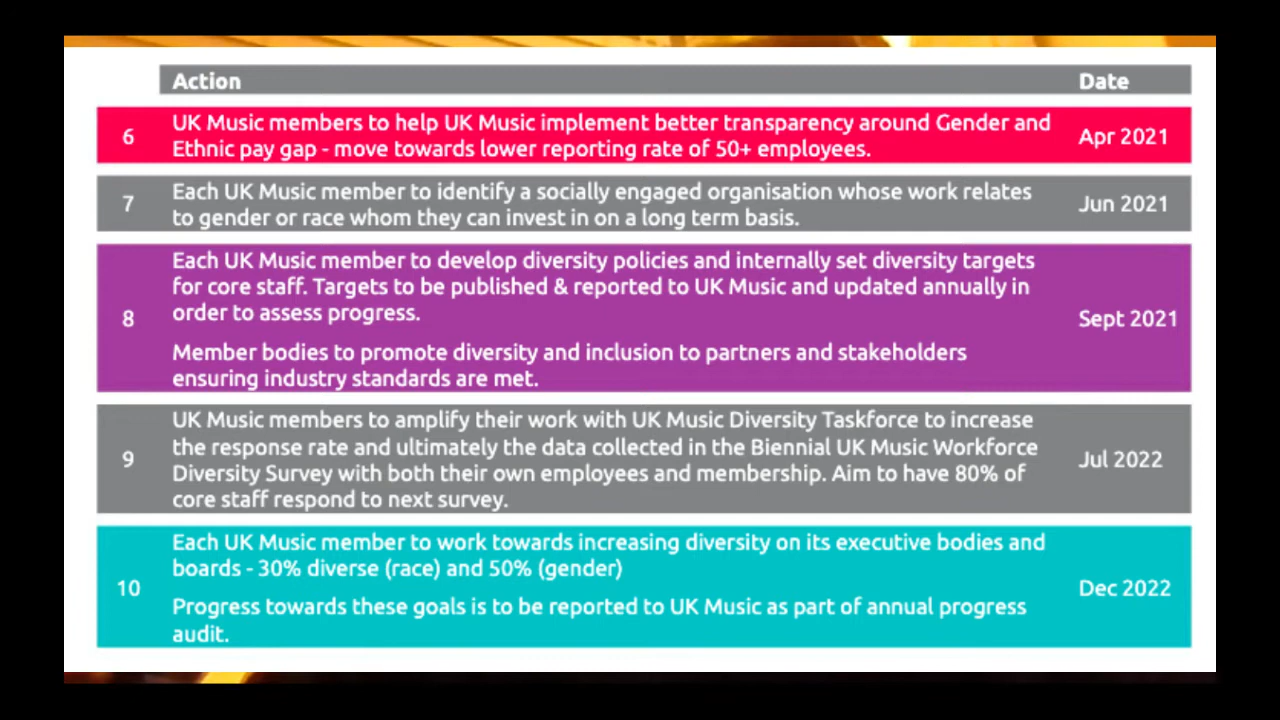 Action Date
6 UK Music members to help UK Music implement better transparency around Gender and
Ethnic pay gap - move towards lower reporting rate of 50+ employees. Apr 2021
7 Each UK Music member to identify a socially engaged organisation whose work relates
to gender or race whom they can invest in on a long term basis. Jun 2021
Each UK Music member to develop diversity policies and internally set diversity targets
for core staff. Targets to be published & reported to UK Music and updated annually in
order to assess progress.
8 Sept 2021
Member bodies to promote diversity and inclusion to partners and stakeholders
ensuring industry standards are met.
UK Music members to amplify their work with UK Music Diversity Taskforce to increase
the response rate and ultimately the data collected in the Biennial UK Music Workforce
9 Jul 2022
Diversity Survey with both their own employees and membership. Aim to have 80% of
core staff respond to next survey.
Each UK Music member to work towards increasing diversity on its executive bodies and
boards - 30% diverse (race) and 50% (gender)
10 Dec 2022
Progress towards these goals is to be reported to UK Music as part of annual progress
audit.